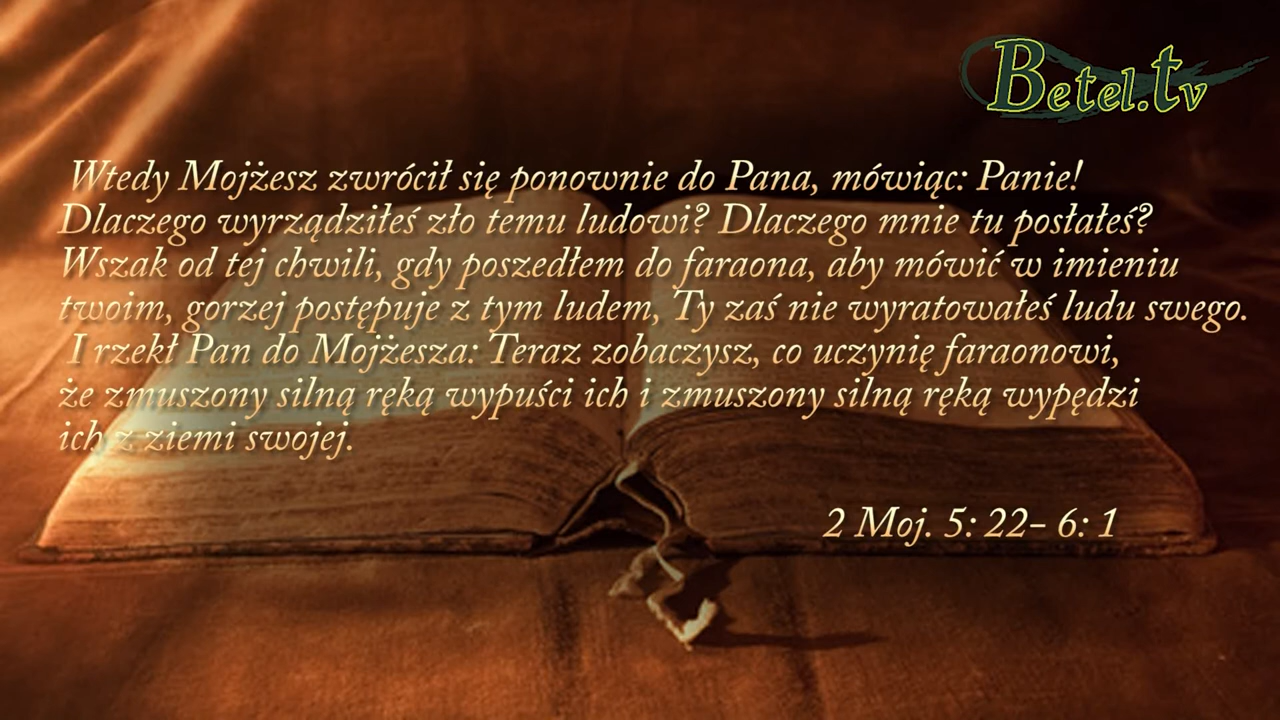 Betel.tv
Wtedy Mojżesz zwrócił się ponownie do Pana, mówiąc: Panie!
Dlaczego wyrządziłeś zło temu ludowi? Dlaczego mnie tu posłałeś?
Wszak od tej chwili, gdy poszedłem do faraona, aby mówić w imieniu
twoim, gorzej postępuje z tym ludem, Ty zaś nie wyratowałeś ludu swego.
I rzekł Pan do Mojżesza: Teraz zobaczysz, co uczynię faraonowi,
że zmuszony silną ręką wypuści ich i zmuszony silną ręką wypędzi
ich z ziemi swojej.
2 Moj. 5: 22- 6: 1